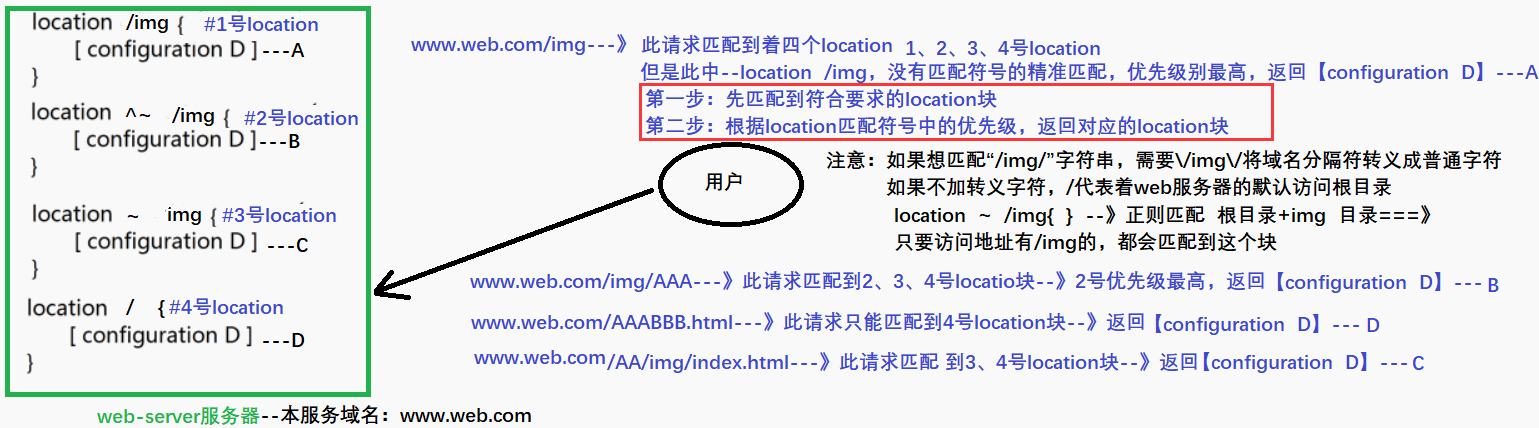 location /img { #1号location
[ configuration D ]---A
}
location ^~ /img { #2号location
[ configuration D ]---B
}
location ~ img { #3号location
[ configuration D ] ---C
}
location / { #4号location
[ configuration D ] ---D
}
web-server服务器--本服务域名：www.web.com
www.web.com/img---》 此请求匹配到着四个location 1、2、3、4号location
但是此中--location /img，没有匹配符号的精准匹配，优先级别最高，返回【configuration D】---A
第一步：先匹配到符合要求的location块
第二步：根据location匹配符号中的优先级，返回对应的location块
用户
注意：如果想匹配“/img/”字符串，需要\/img\/将域名分隔符转义成普通字符
如果不加转义字符，/代表着web服务器的默认访问根目录
location ~ /img{ } --》正则匹配 根目录+img 目录===》
只要访问地址有/img的，都会匹配到这个块
www.web.com/img/AAA---》此请求匹配到2、3、4号locatio块--》2号优先级最高，返回【configuration D】--- B
www.web.com/AAABBB.html---》此请求只能匹配到4号location块--》返回【configuration D】--- D
www.web.com/AA/img/index.html---》此请求匹配 到3、4号location块--》返回【configuration D】---C